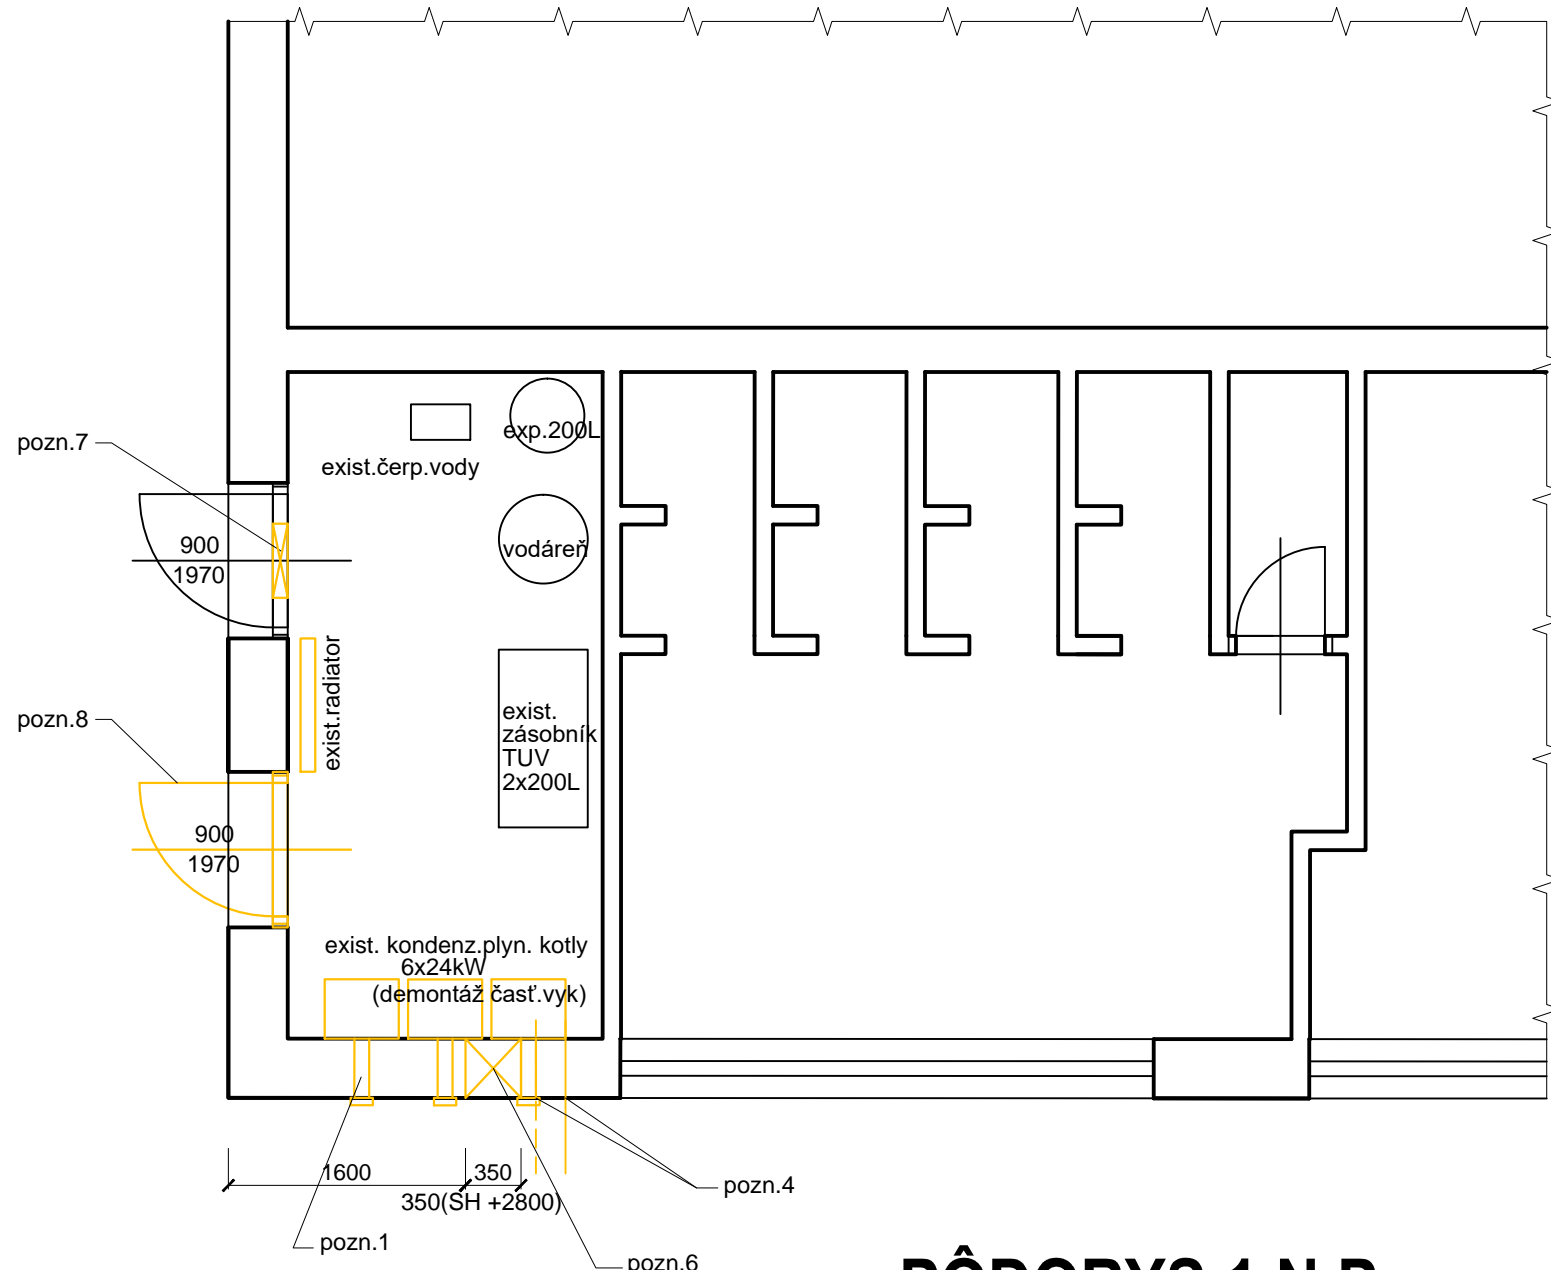 exp.200L
pozn.7
exist.čerp.vody
900
1970
vodáreň
exist.radiator
pozn.8
exist.
zásobník
TUV
2x200L
900
1970
exist. kondenz.plyn. kotly
6x24kW
(demontáž časť.vyk)
1600
350
350(SH +2800)
pozn.4
pozn.1
pozn.6
PÔDORYS 1.N.P.